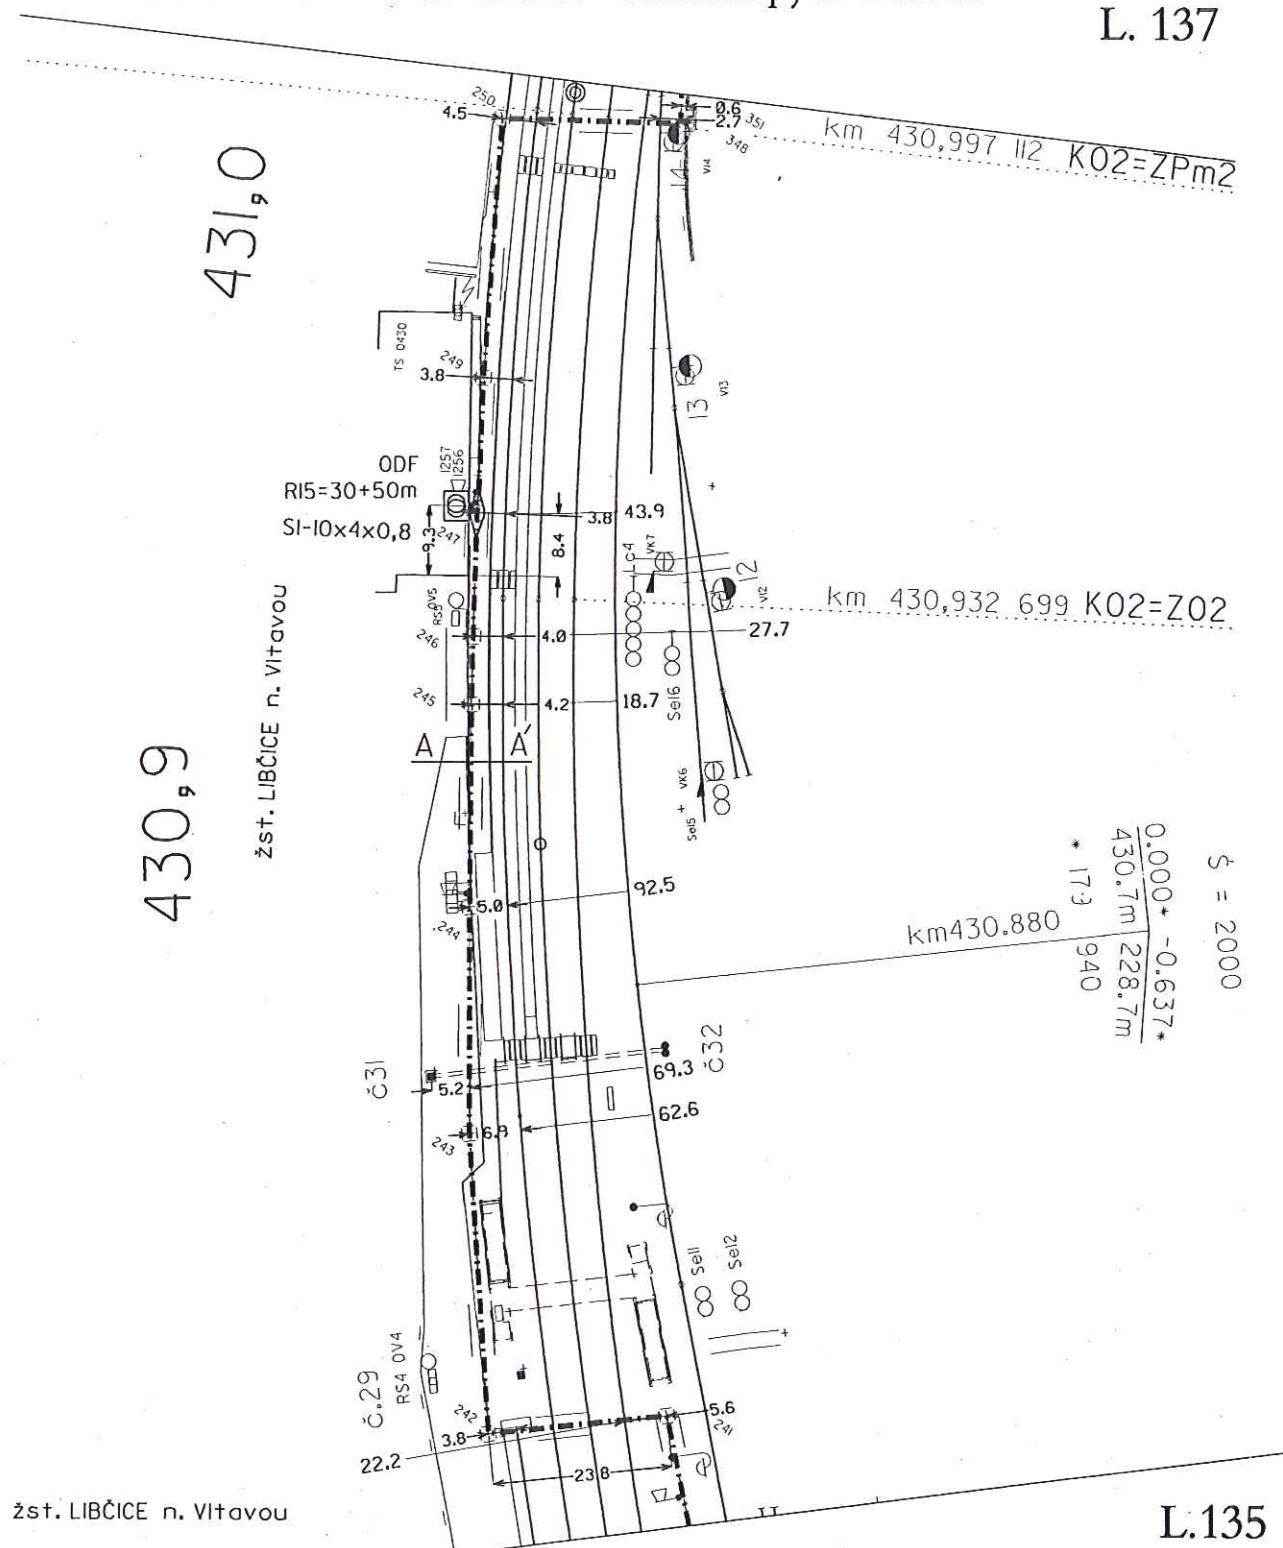 L. 137
250
4.5
0.6
2.7
351
348
km 430,997 112 KO2=ZPm2
14
V14
431,0
TS 0430
249
3.8
13
V13
ODF
1257
1256
R15=30+50m
S1-10x4x0,8
247
9.3
3.8
43.9
8.4
Lc4
VK7
12
V12
RS5 OV5
km 430,932 699 KO2=ZO2
246
4.0
27.7
245
4.2
18.7
Se16
žst. LIBČICE n. Vltavou
A
A'
430,9
Se15
VK6
5.0
92.5
244
km430.880
Š = 2000
0.000* -0.637*
430.7m 228.7m
940
č31
5.2
69.3
č32
62.6
6.9
243
Se11
Se12
č.29
RS4 OV4
242
5.6
241
3.8
22.2
23.8
žst. LIBČICE n. Vltavou
L.135